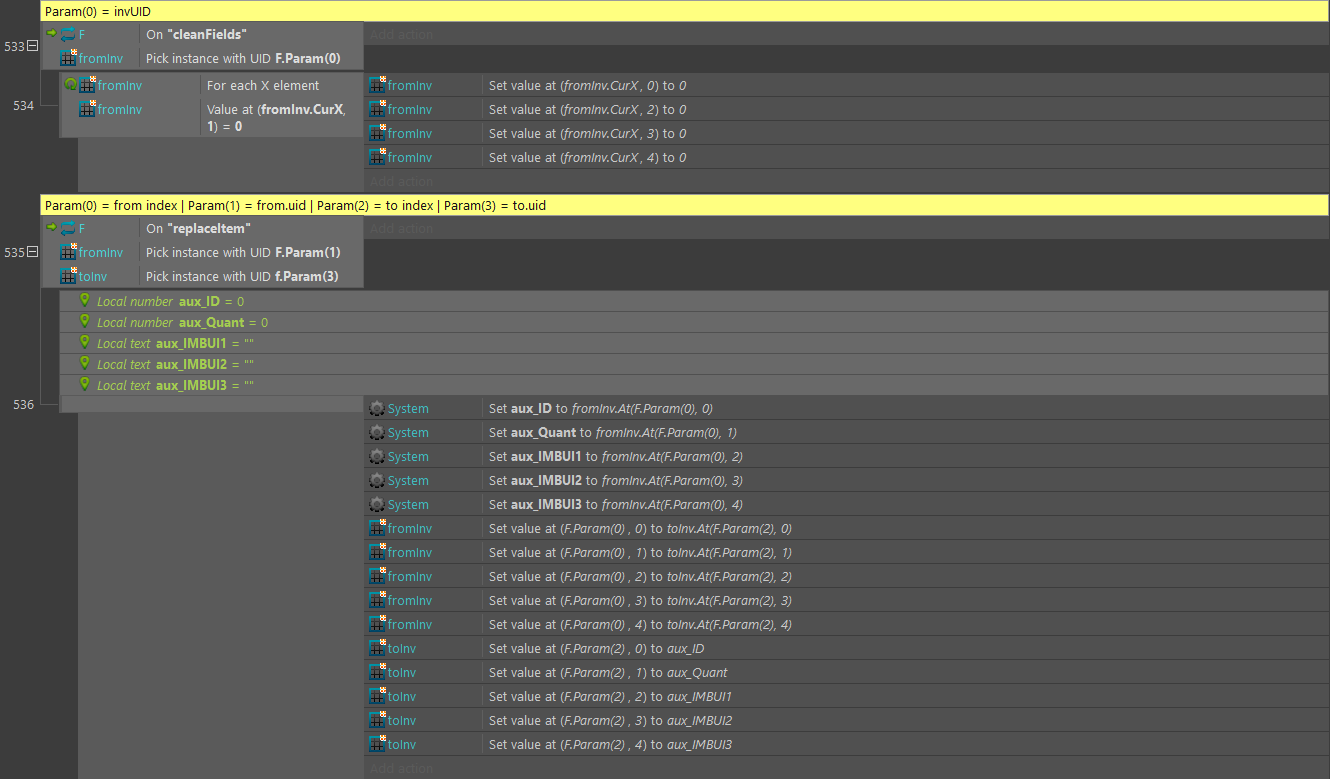 Param(0) = invUID
533
F On "cleanFields" Add action
fromInv Pick instance with UID F.Param(0)
534
fromInv For each X element
fromInv Value at (fromInv.CurX,
1) = 0
fromInv Set value at (fromInv.CurX , 0) to 0
fromInv Set value at (fromInv.CurX , 2) to 0
fromInv Set value at (fromInv.CurX , 3) to 0
fromInv Set value at (fromInv.CurX , 4) to 0
Add action
Param(0) = from index | Param(1) = from.uid | Param(2) = to index | Param(3) = to.uid
535
F On "replaceItem" Add action
fromInv Pick instance with UID F.Param(1)
toInv Pick instance with UID f.Param(3)
Local number aux_ID = 0
Local number aux_Quant = 0
Local text aux_IMBUI1 = ""
Local text aux_IMBUI2 = ""
Local text aux_IMBUI3 = ""
536
System Set aux_ID to fromInv.At(F.Param(0), 0)
System Set aux_Quant to fromInv.At(F.Param(0), 1)
System Set aux_IMBUI1 to fromInv.At(F.Param(0), 2)
System Set aux_IMBUI2 to fromInv.At(F.Param(0), 3)
System Set aux_IMBUI3 to fromInv.At(F.Param(0), 4)
fromInv Set value at (F.Param(0) , 0) to toInv.At(F.Param(2), 0)
fromInv Set value at (F.Param(0) , 1) to toInv.At(F.Param(2), 1)
fromInv Set value at (F.Param(0) , 2) to toInv.At(F.Param(2), 2)
fromInv Set value at (F.Param(0) , 3) to toInv.At(F.Param(2), 3)
fromInv Set value at (F.Param(0) , 4) to toInv.At(F.Param(2), 4)
toInv Set value at (F.Param(2) , 0) to aux_ID
toInv Set value at (F.Param(2) , 1) to aux_Quant
toInv Set value at (F.Param(2) , 2) to aux_IMBUI1
toInv Set value at (F.Param(2) , 3) to aux_IMBUI2
toInv Set value at (F.Param(2) , 4) to aux_IMBUI3
Add action